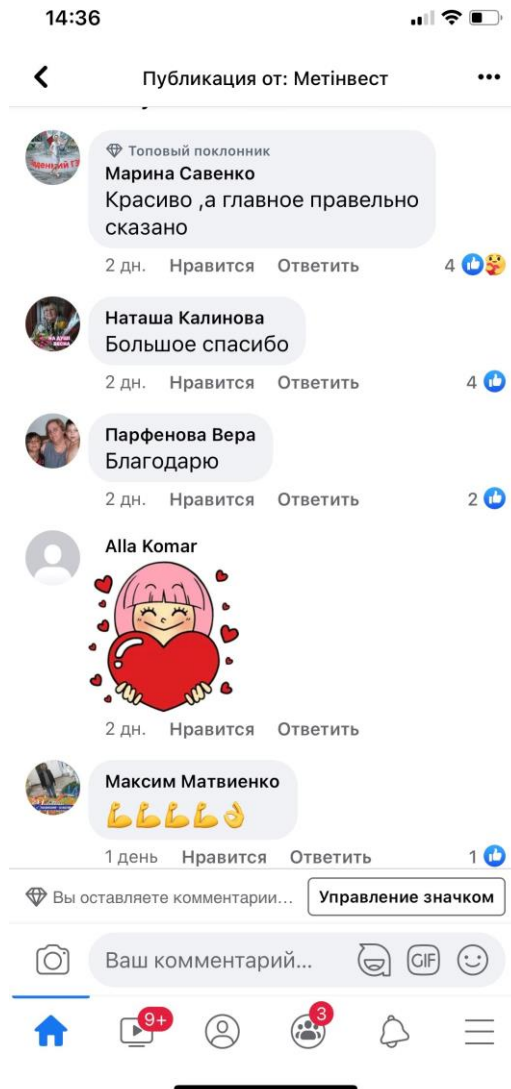 14:36
Публикация от: Метінвест
Топовый поклонник
Марина Савенко
Красиво ,а главное правельно
сказано
2 дн. Нравится Ответить 4
Наташа Калинова
Большое спасибо
2 дн. Нравится Ответить 4
Парфенова Вера
Благодарю
2 дн. Нравится Ответить 2
Alla Komar
2 дн. Нравится Ответить
Максим Матвиенко
💪💪💪💪👌
1 день Нравится Ответить 1
Вы оставляете комментарии... Управление значком
Ваш комментарий... GIF
9+ 3